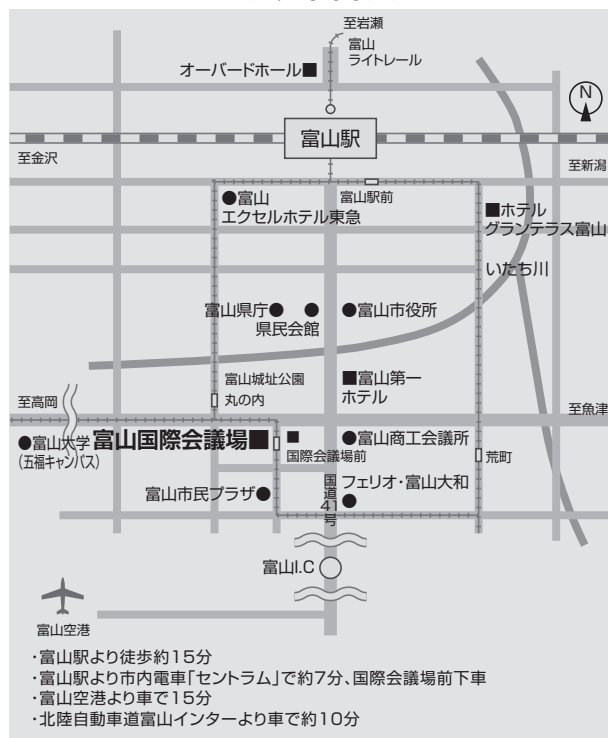 至岩瀬
富山
ライトレール
オーバードホール■
N
富山駅
至金沢
至新潟
●富山
エクセルホテル東急
富山駅前
■ホテル
グランテラス富山
いたち川
富山県庁●
●
県民会館
●富山市役所
富山城址公園
丸の内
■富山第一
ホテル
至高岡
至魚津
●富山大学
(五福キャンパス)
富山国際会議場■
■
国際会議場前
●富山商工会議所
荒町
富山市民プラザ●
国道41号
フェリオ・富山大和
●
富山I.C
富山空港
・富山駅より徒歩約15分
・富山駅より市内電車「セントラム」で約7分、国際会議場前下車
・富山空港より車で15分
・北陸自動車道富山インターより車で約10分